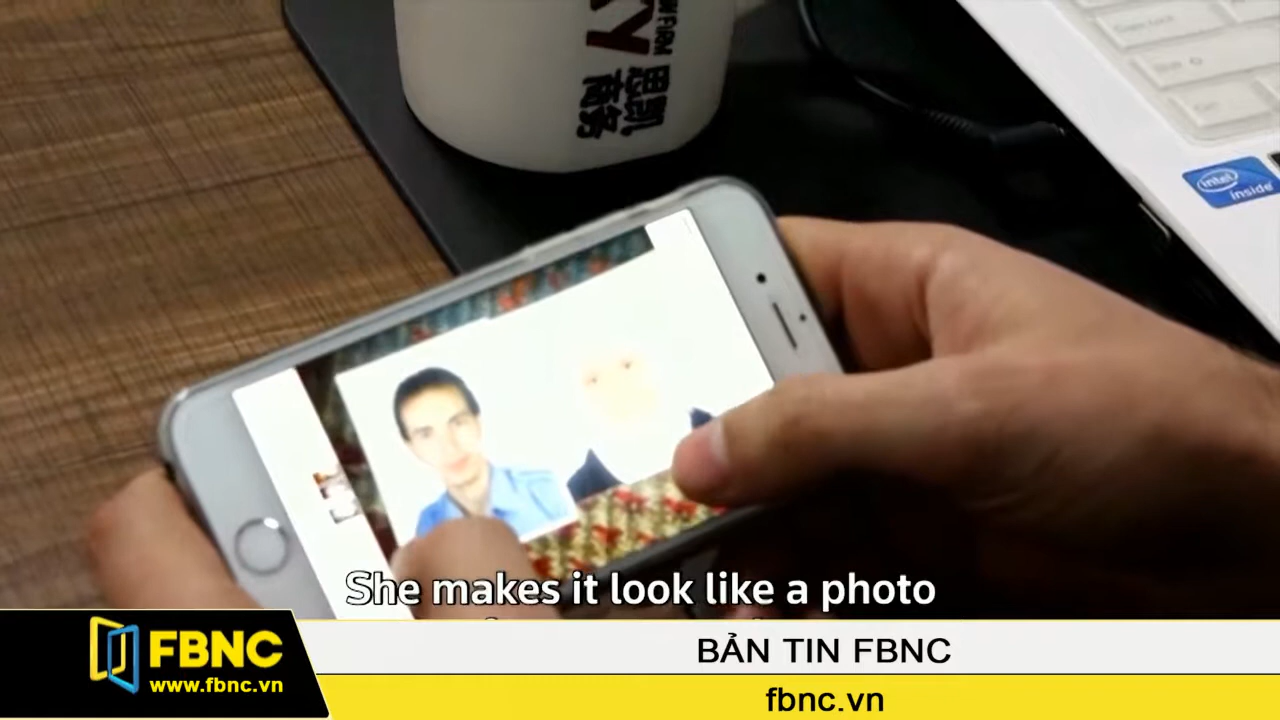 思凯
商务
intel
inside
She makes it look like a photo
FBNC
www.fbnc.vn
BẢN TIN FBNC
fbnc.vn